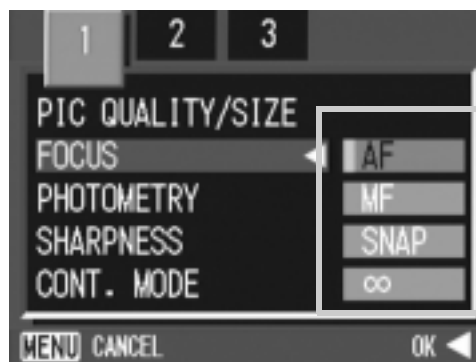 1 2 3
PIC QUALITY/SIZE
FOCUS AF
PHOTOMETRY MF
SHARPNESS SNAP
CONT. MODE ∞
MENU CANCEL OK